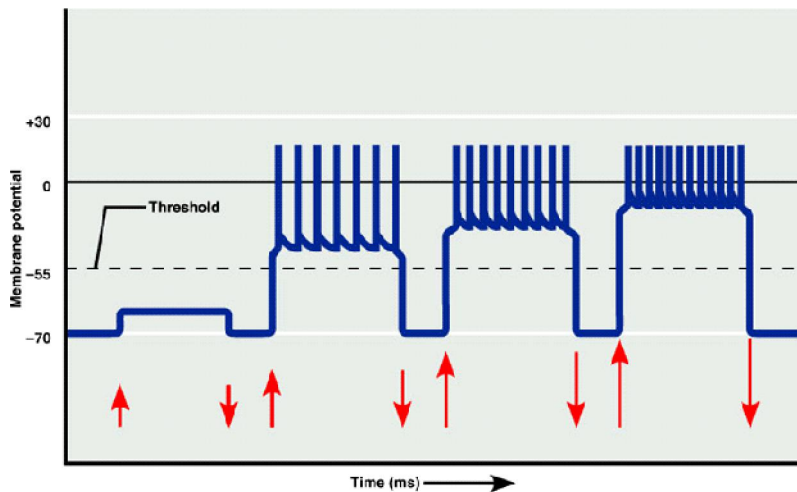 +30
0
Threshold
−55
−70
Membrane potential
Time (ms)